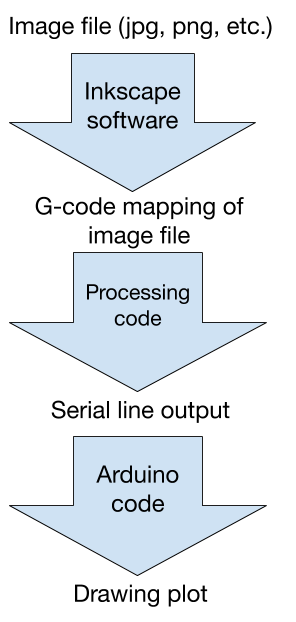 Image file (jpg, png, etc.)
Inkscape
software
G-code mapping of
image file
Processing
code
Serial line output
Arduino
code
Drawing plot